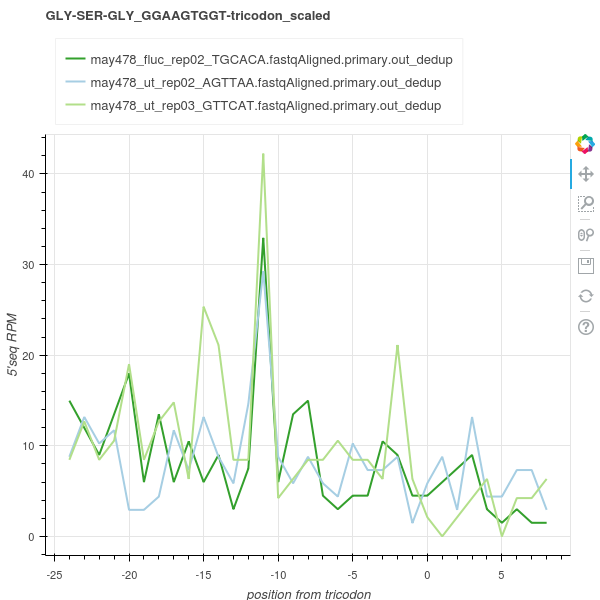 GLY-SER-GLY_GGAAGTGGT-tricodon_scaled
may478_fluc_rep02_TGCACA.fastqAligned.primary.out_dedup
may478_ut_rep02_AGTTAA.fastqAligned.primary.out_dedup
may478_ut_rep03_GTTCAT.fastqAligned.primary.out_dedup
40
30
20
10
0
5'seq RPM
-25 -20 -15 -10 -5 0 5
position from tricodon